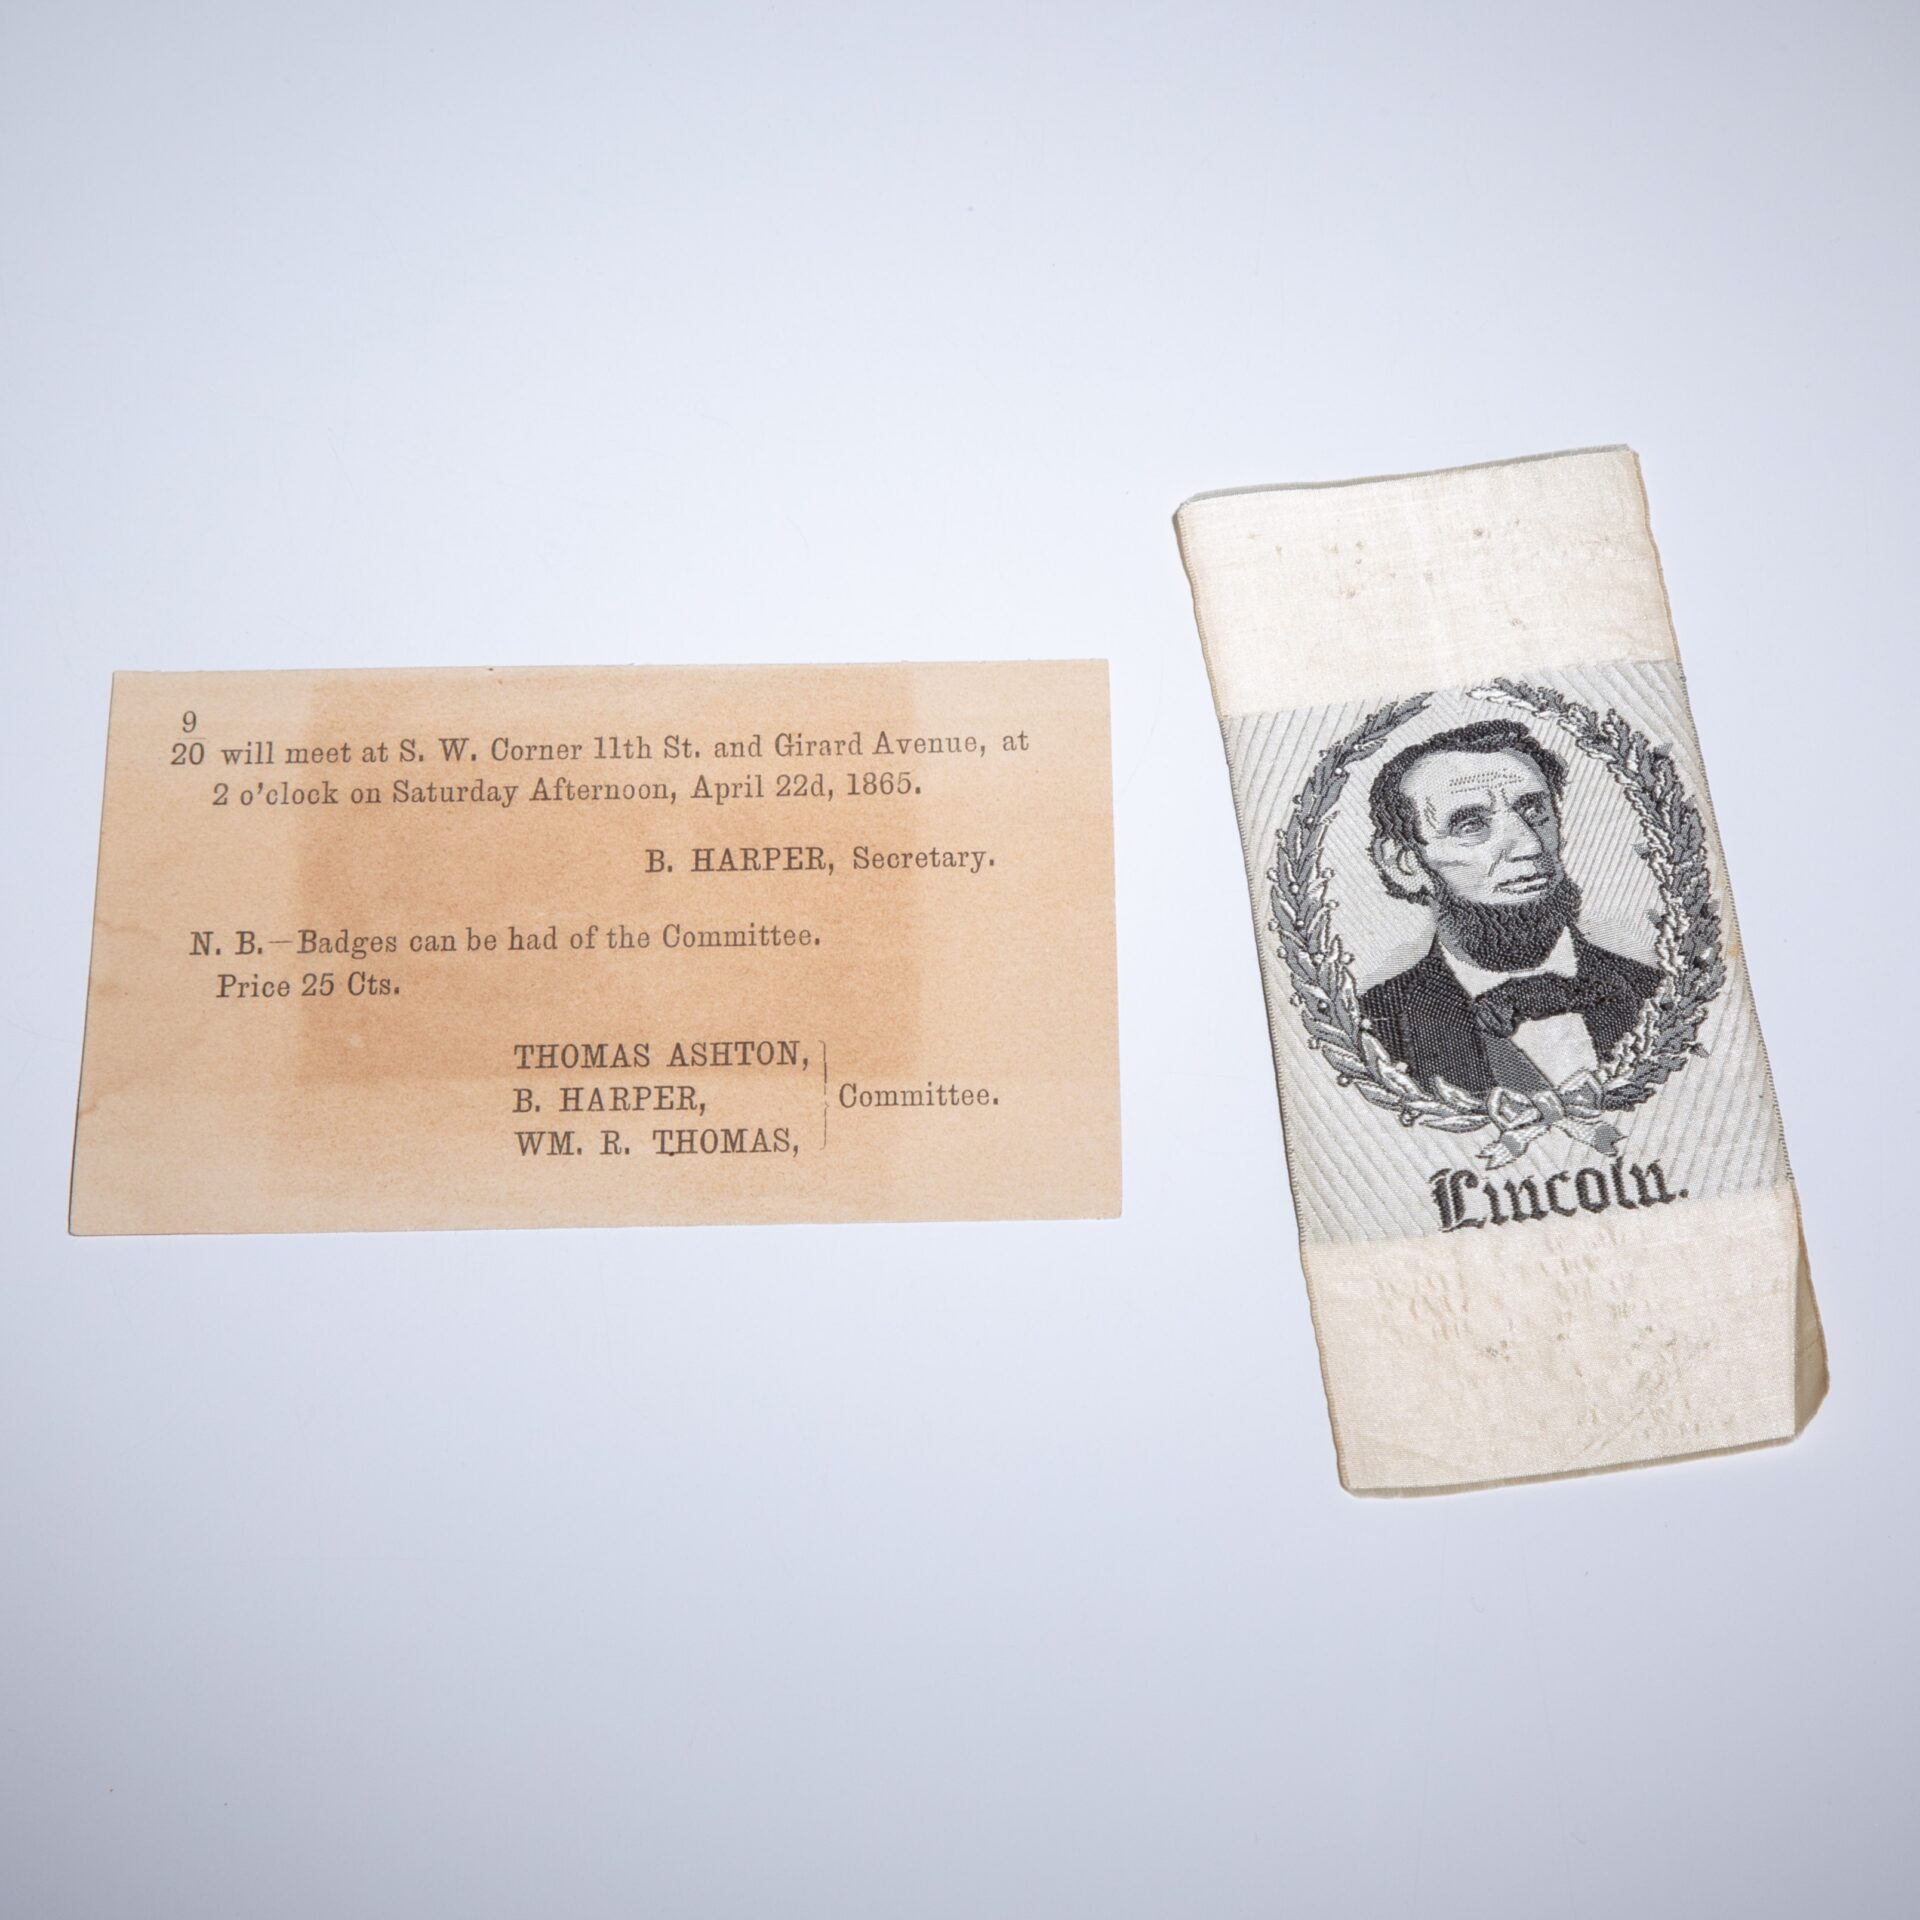 9
20 will meet at S. W. Corner 11th St. and Girard Avenue, at
2 o'clock on Saturday Afternoon, April 22d, 1865.
B. HARPER, Secretary.
N. B.—Badges can be had of the Committee.
Price 25 Cts.
THOMAS ASHTON,
B. HARPER, Committee.
WM. R. THOMAS,
Lincoln.